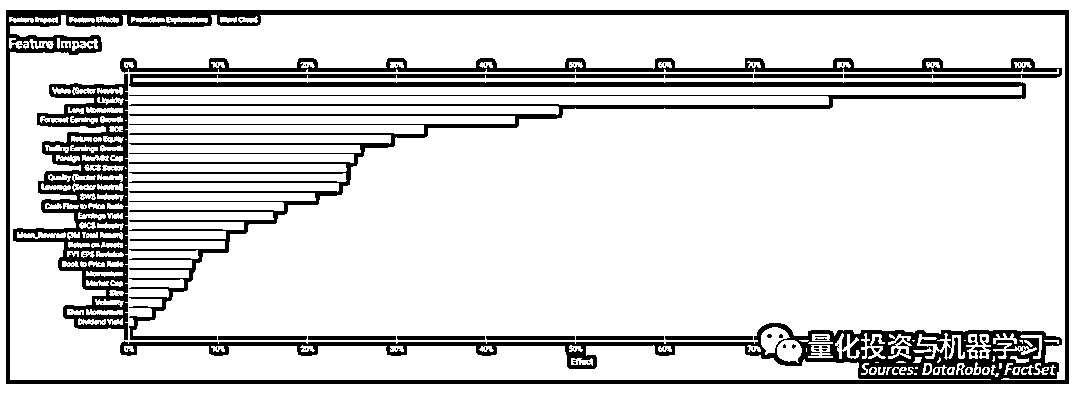 Feature Impact Feature Effects Prediction Explanations Word Cloud
Feature Impact
0% 10% 20% 30% 40% 50% 60% 70% 80% 90% 100%
Value (Sector Neutral)
Liquidity
Long Momentum
Forecast Earnings Growth
Return on Equity
Trailing Earnings Growth
Foreign Rev/Mkt Cap
GICS Sector
Quality (Sector Neutral)
Leverage (Sector Neutral)
Industry
Cash Flow to Price Ratio
Earnings Yield
GICS Industry
Mean_Reversal (3M Total Return)
Return on Assets
FY1 EPS Revision
Book to Price Ratio
Momentum
Market Cap
Size
Volatility
Short Momentum
Dividend Yield
0% 10% 20% 30% 40% 50% 60% 70%
Effect
量化投资与机器学习
Sources: DataRobot, FactSet